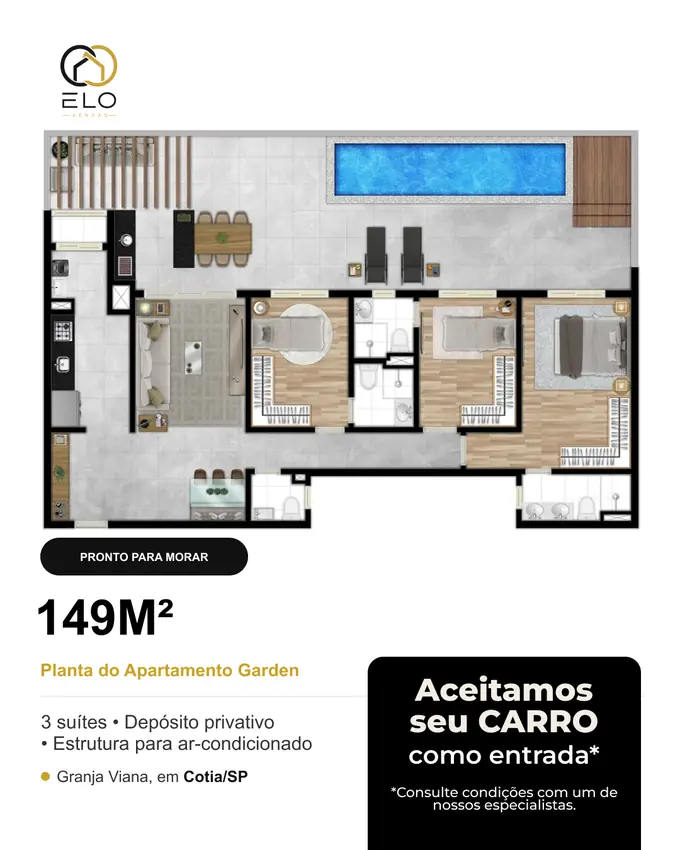 ELO
VENDAS
PRONTO PARA MORAR
149M²
Planta do Apartamento Garden
3 suítes • Depósito privativo
• Estrutura para ar-condicionado
Granja Viana, em Cotia/SP
Aceitamos
seu CARRO
como entrada*
*Consulte condições com um de
nossos especialistas.